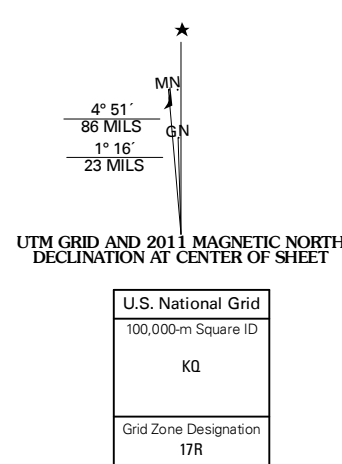 ★
MN
4° 51´
86 MILS
GN
1° 16´
23 MILS
UTM GRID AND 2011 MAGNETIC NORTH
DECLINATION AT CENTER OF SHEET
U.S. National Grid
100,000-m Square ID
KQ
Grid Zone Designation
17R